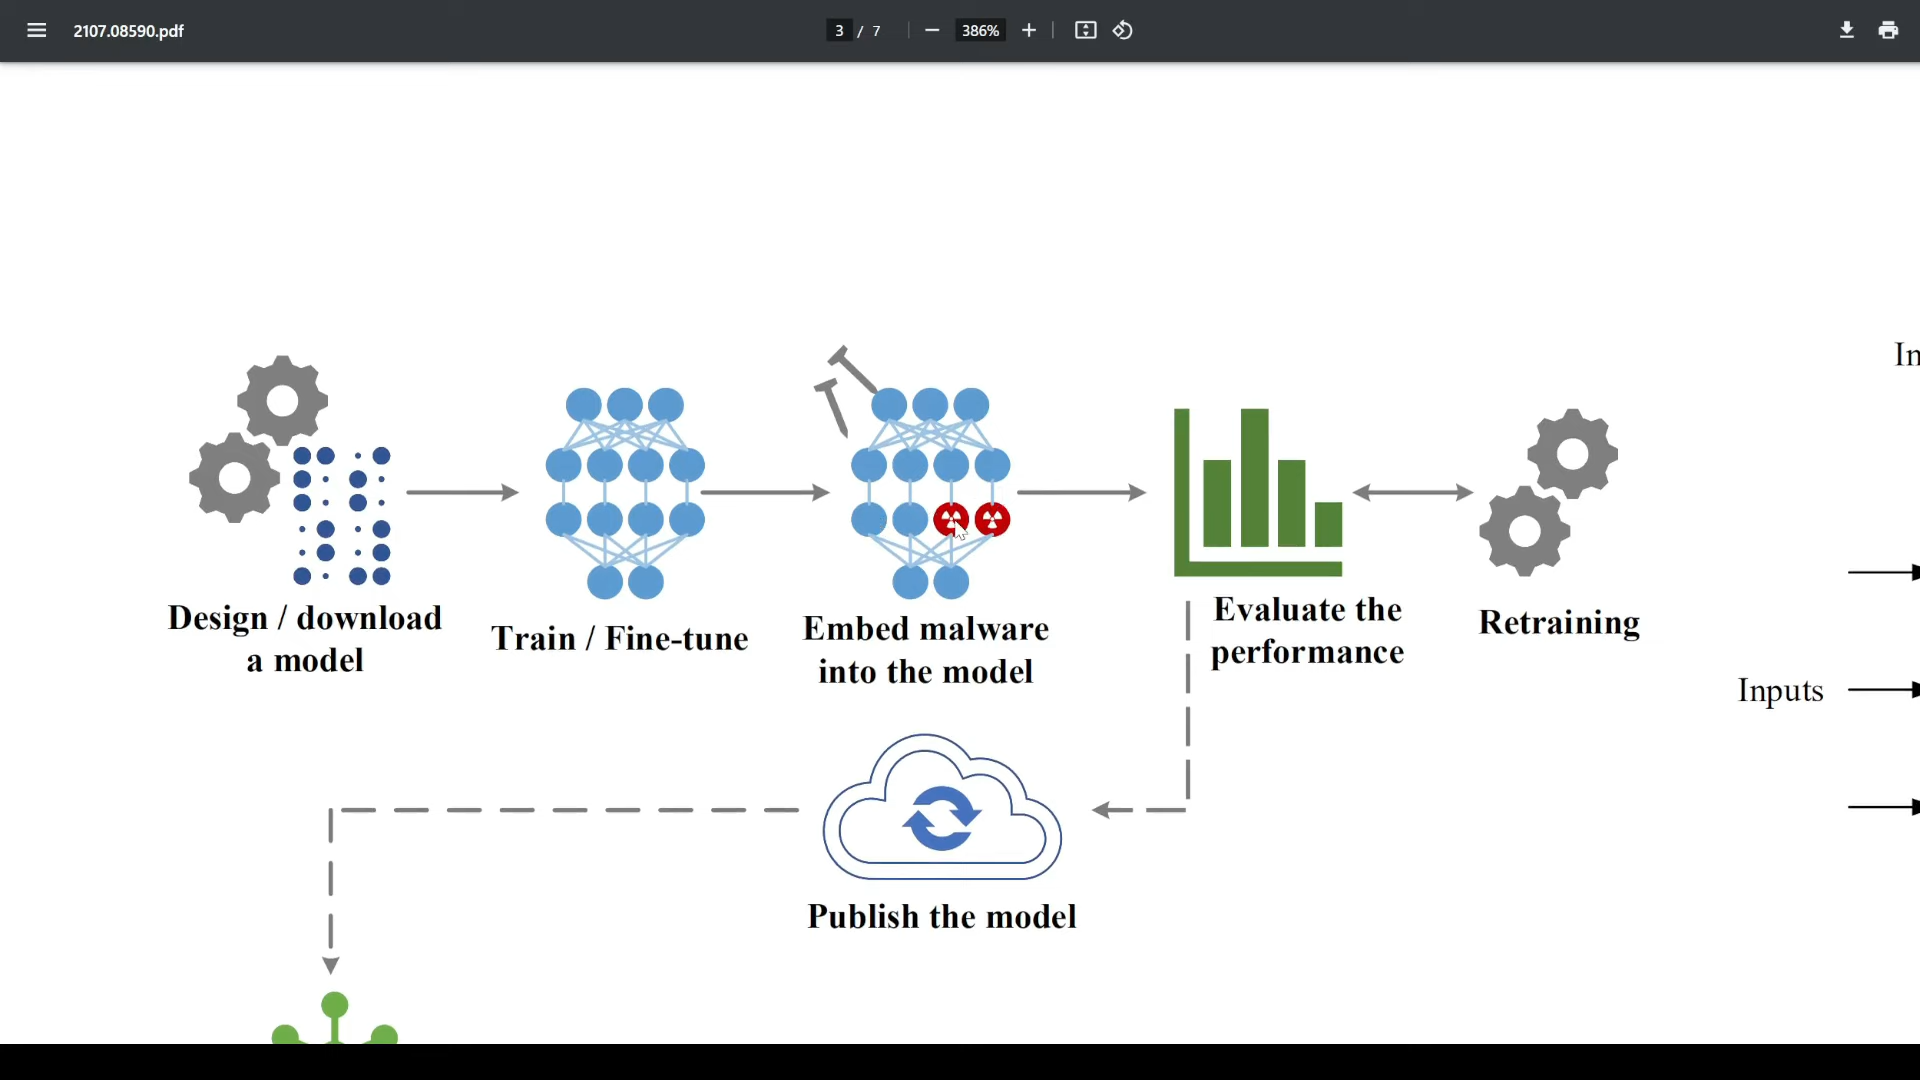 2107.08590.pdf
3 / 7
386%
In
Design / download
a model
Train / Fine-tune
Embed malware
into the model
Evaluate the
performance
Retraining
Inputs
Publish the model